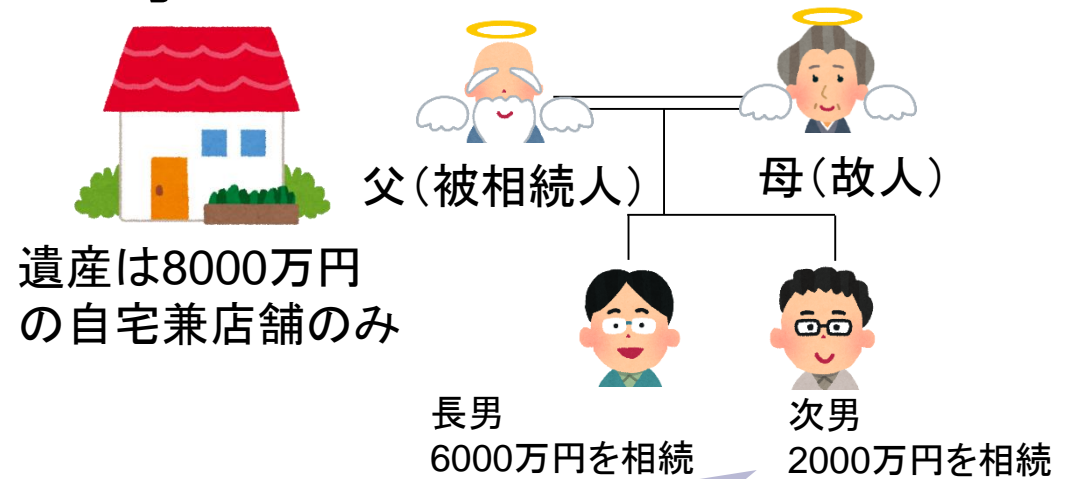 父（被相続人）
母（故人）
遺産は8000万円
の自宅兼店舗のみ
長男
6000万円を相続
次男
2000万円を相続